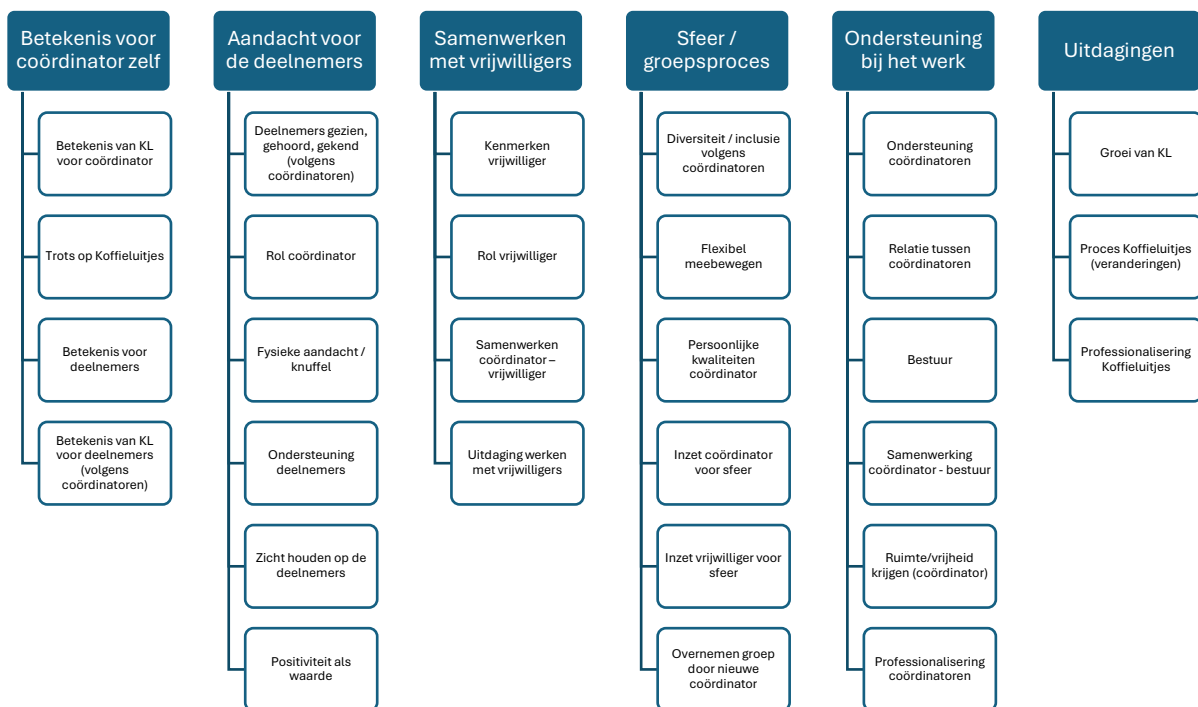 Betekenis voor
coördinator zelf
Betekenis van KL
voor coördinator
Trots op Koffieluitjes
Betekenis voor
deelnemers
Betekenis van KL
voor deelnemers
(volgens
coördinatoren)
Aandacht voor
de deelnemers
Deelnemers gezien,
gehoord, gekend
(volgens
coördinatoren)
Rol coördinator
Fysieke aandacht /
knuffel
Ondersteuning
deelnemers
Zicht houden op de
deelnemers
Positiviteit als
waarde
Samenwerken
met vrijwilligers
Kenmerken
vrijwilliger
Rol vrijwilliger
Samenwerken
coördinator –
vrijwilliger
Uitdaging werken
met vrijwilligers
Sfeer /
groepsproces
Diversiteit / inclusie
volgens
coördinatoren
Flexibel
meebewegen
Persoonlijke
kwaliteiten
coördinator
Inzet coördinator
voor sfeer
Inzet vrijwilliger voor
sfeer
Overnemen groep
door nieuwe
coördinator
Ondersteuning
bij het werk
Ondersteuning
coördinatoren
Relatie tussen
coördinatoren
Bestuur
Samenwerking
coördinator - bestuur
Ruimte/vrijheid
krijgen (coördinator)
Professionalisering
coördinatoren
Uitdagingen
Groei van KL
Proces Koffieluitjes
(veranderingen)
Professionalisering
Koffieluitjes